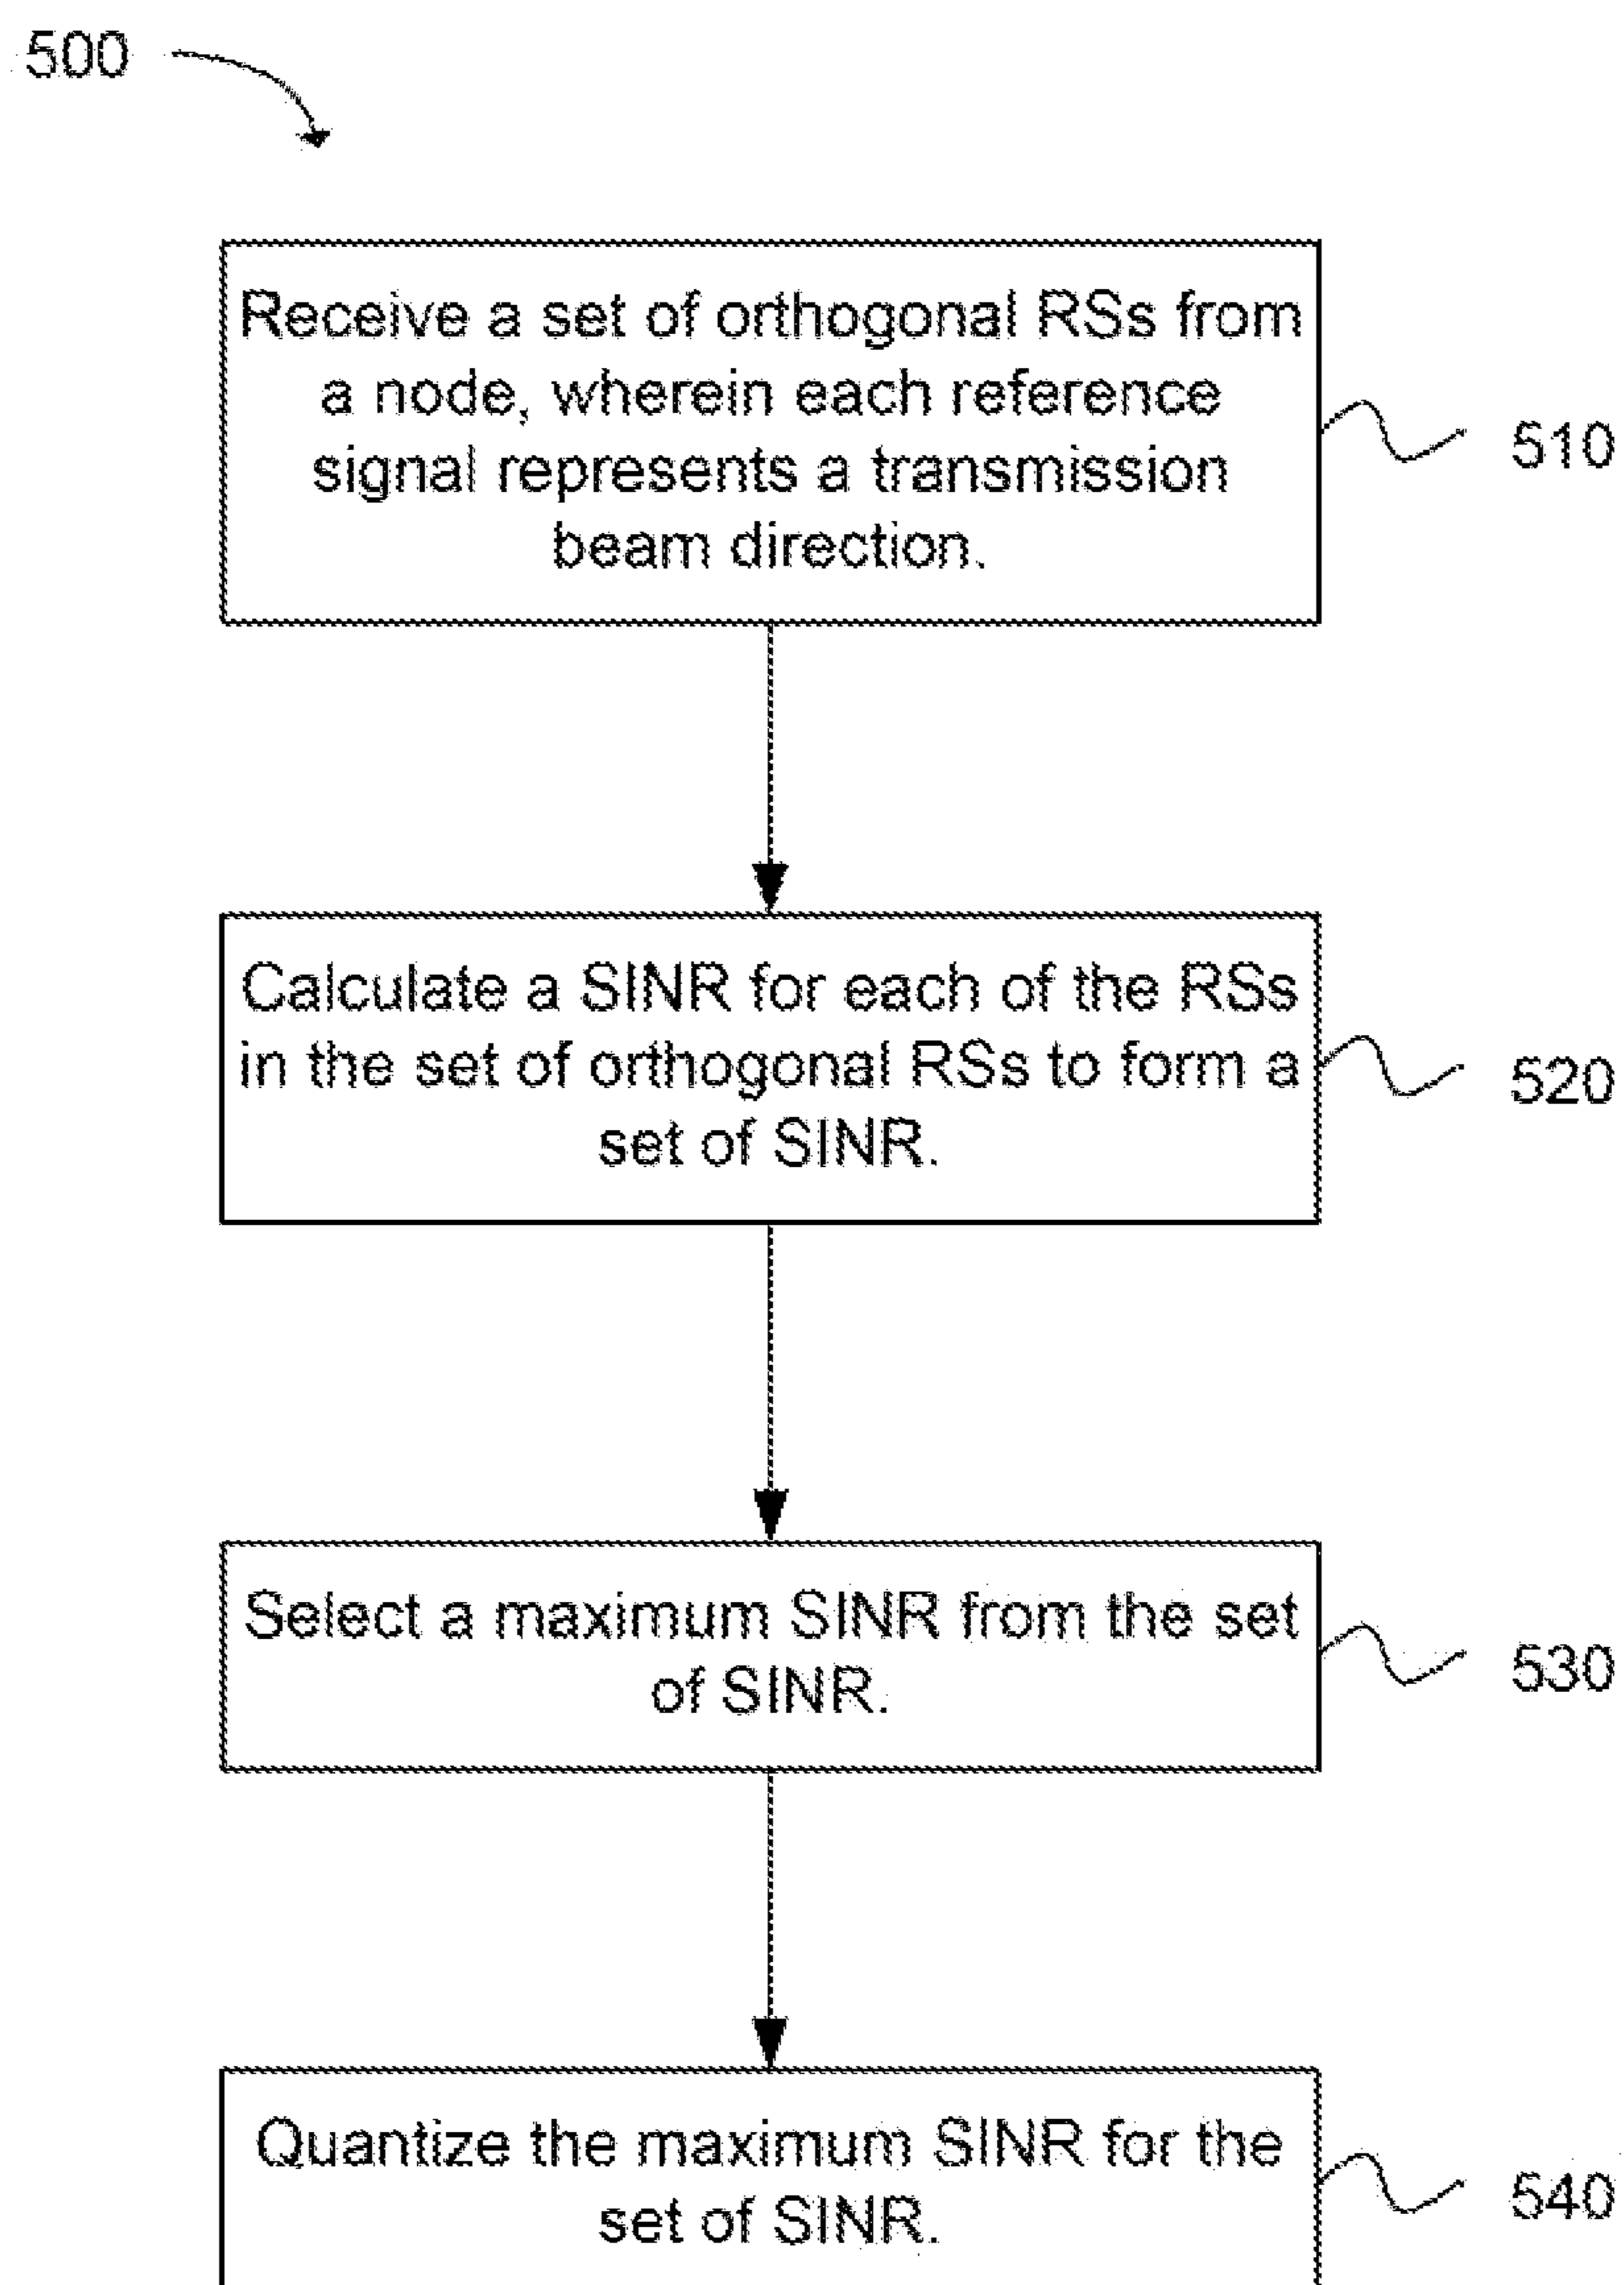 500
Receive a set of orthogonal RSs from
a node, wherein each reference
signal represents a transmission
beam direction.
510
Calculate a SINR for each of the RSs
in the set of orthogonal RSs to form a
set of SINR.
520
Select a maximum SINR from the set
of SINR.
530
Quantize the maximum SINR for the
set of SINR.
540